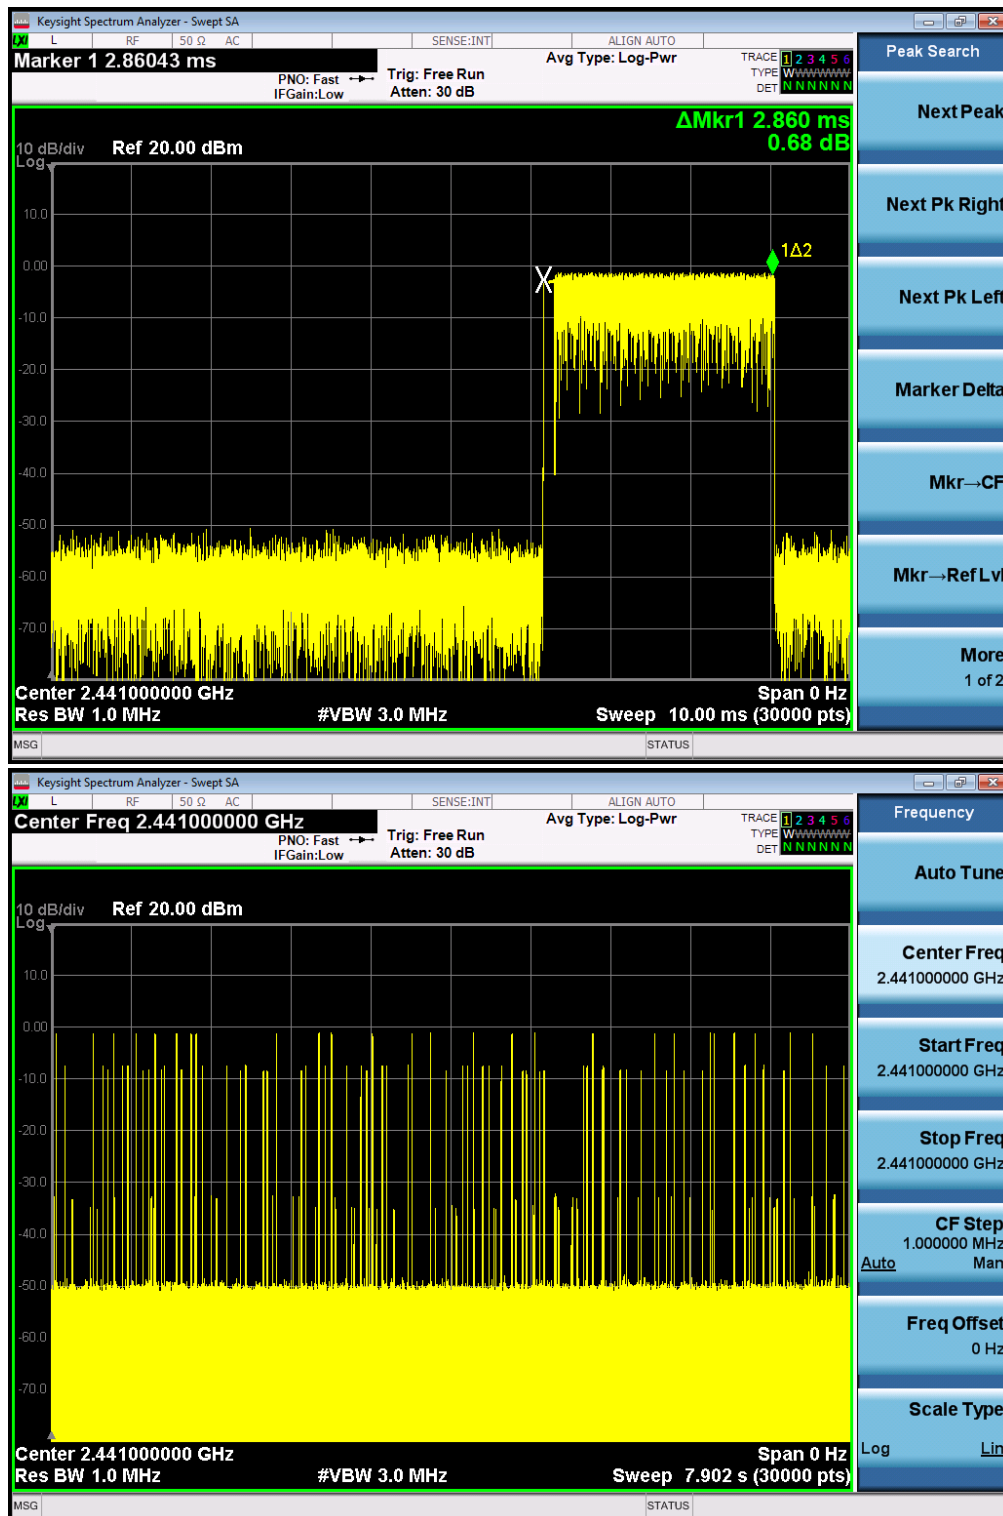 Keysight Spectrum Analyzer - Swept SA
LXI L RF 50 Ω AC SENSE:INT ALIGN AUTO
Marker 1 2.86043 ms
PNO: Fast
IFGain:Low
Trig: Free Run
Atten: 30 dB
Avg Type: Log-Pwr
TRACE 1 2 3 4 5 6
TYPE W
DET N N N N N N
ΔMkr1 2.860 ms
0.68 dB
10 dB/div Ref 20.00 dBm
Log
10.0
0.00
-10.0
-20.0
-30.0
-40.0
-50.0
-60.0
-70.0
X
1Δ2
Center 2.441000000 GHz Span 0 Hz
Res BW 1.0 MHz #VBW 3.0 MHz Sweep 10.00 ms (30000 pts)
MSG STATUS
Peak Search
Next Peak
Next Pk Right
Next Pk Left
Marker Delta
Mkr→CF
Mkr→Ref Lvl
More
1 of 2
Keysight Spectrum Analyzer - Swept SA
LXI L RF 50 Ω AC SENSE:INT ALIGN AUTO
Center Freq 2.441000000 GHz
PNO: Fast
IFGain:Low
Trig: Free Run
Atten: 30 dB
Avg Type: Log-Pwr
TRACE 1 2 3 4 5 6
TYPE W
DET N N N N N N
10 dB/div Ref 20.00 dBm
Log
10.0
0.00
-10.0
-20.0
-30.0
-40.0
-50.0
-60.0
-70.0
Center 2.441000000 GHz Span 0 Hz
Res BW 1.0 MHz #VBW 3.0 MHz Sweep 7.902 s (30000 pts)
MSG STATUS
Frequency
Auto Tune
Center Freq
2.441000000 GHz
Start Freq
2.441000000 GHz
Stop Freq
2.441000000 GHz
CF Step
1.000000 MHz
Auto Man
Freq Offset
0 Hz
Scale Type
Log Lin